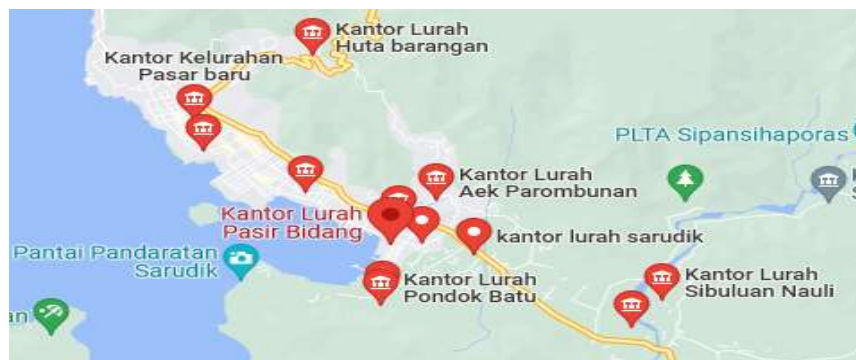 Kantor Lurah
Huta barangan
Kantor Kelurahan
Pasar baru
PLTA Sipansihaporas
Kantor Lurah
Aek Parombunan
Kantor Lurah
Pasir Bidang
kantor lurah sarudik
Pantai Pandaratan
Sarudik
Kantor Lurah
Pondok Batu
Kantor Lurah
Sibuluan Nauli